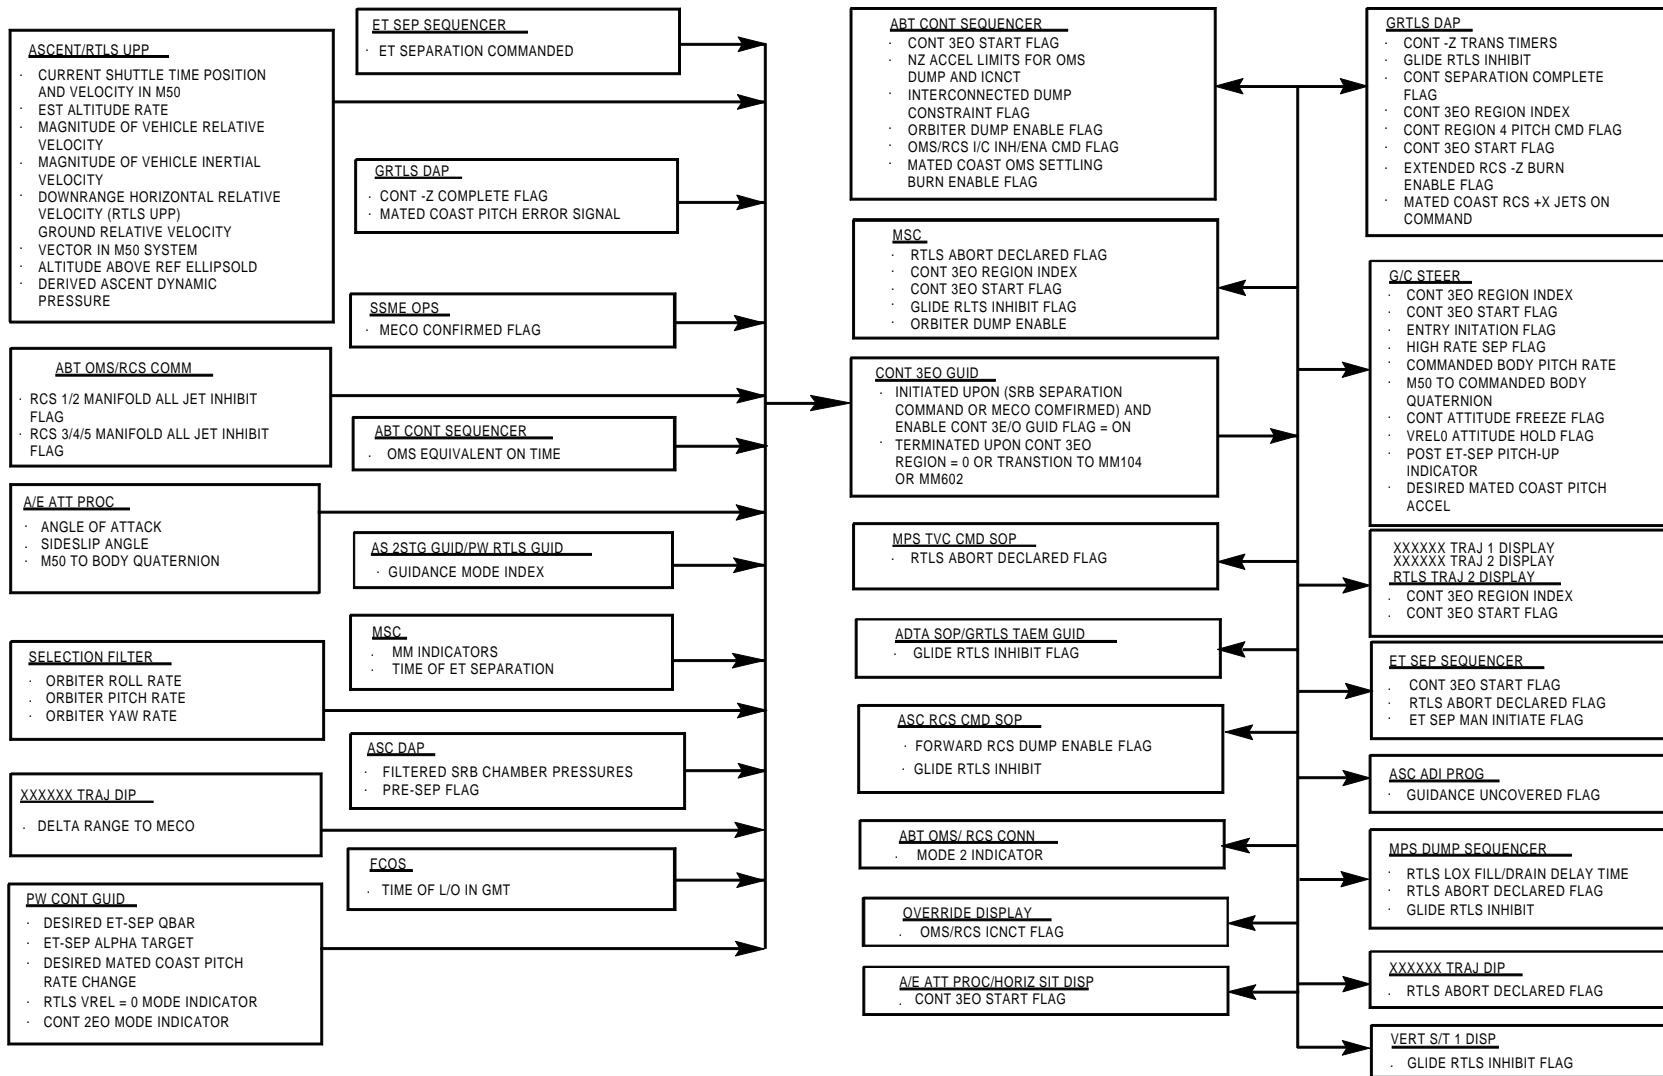 ASCENT/RTLS UPP
· CURRENT SHUTTLE TIME POSITION
AND VELOCITY IN M50
· EST ALTITUDE RATE
· MAGNITUDE OF VEHICLE RELATIVE
VELOCITY
· MAGNITUDE OF VEHICLE INERTIAL
VELOCITY
· DOWNRANGE HORIZONTAL RELATIVE
VELOCITY (RTLS UPP)
GROUND RELATIVE VELOCITY
· VECTOR IN M50 SYSTEM
· ALTITUDE ABOVE REF ELLIPSOLD
· DERIVED ASCENT DYNAMIC
PRESSURE
ABT OMS/RCS COMM
· RCS 1/2 MANIFOLD ALL JET INHIBIT
FLAG
· RCS 3/4/5 MANIFOLD ALL JET INHIBIT
FLAG
A/E ATT PROC
· ANGLE OF ATTACK
· SIDESLIP ANGLE
· M50 TO BODY QUATERNION
SELECTION FILTER
· ORBITER ROLL RATE
· ORBITER PITCH RATE
· ORBITER YAW RATE
XXXXXX TRAJ DIP
· DELTA RANGE TO MECO
PW CONT GUID
· DESIRED ET-SEP QBAR
· ET-SEP ALPHA TARGET
· DESIRED MATED COAST PITCH
RATE CHANGE
· RTLS VREL = 0 MODE INDICATOR
· CONT 2EO MODE INDICATOR
ET SEP SEQUENCER
· ET SEPARATION COMMANDED
GRTLS DAP
· CONT -Z COMPLETE FLAG
· MATED COAST PITCH ERROR SIGNAL
SSME OPS
· MECO CONFIRMED FLAG
ABT CONT SEQUENCER
· OMS EQUIVALENT ON TIME
AS 2STG GUID/PW RTLS GUID
· GUIDANCE MODE INDEX
MSC
· MM INDICATORS
· TIME OF ET SEPARATION
ASC DAP
· FILTERED SRB CHAMBER PRESSURES
· PRE-SEP FLAG
FCOS
· TIME OF L/O IN GMT
ABT CONT SEQUENCER
· CONT 3EO START FLAG
· NZ ACCEL LIMITS FOR OMS
DUMP AND ICNCT
· INTERCONNECTED DUMP
CONSTRAINT FLAG
· ORBITER DUMP ENABLE FLAG
· OMS/RCS I/C INH/ENA CMD FLAG
· MATED COAST OMS SETTLING
BURN ENABLE FLAG
MSC
· RTLS ABORT DECLARED FLAG
· CONT 3EO REGION INDEX
· CONT 3EO START FLAG
· GLIDE RLTS INHIBIT FLAG
· ORBITER DUMP ENABLE
CONT 3EO GUID
· INITIATED UPON (SRB SEPARATION
COMMAND OR MECO COMFIRMED) AND
ENABLE CONT 3E/O GUID FLAG = ON
· TERMINATED UPON CONT 3EO
REGION = 0 OR TRANSTION TO MM104
OR MM602
MPS TVC CMD SOP
· RTLS ABORT DECLARED FLAG
ADTA SOP/GRTLS TAEM GUID
· GLIDE RTLS INHIBIT FLAG
ASC RCS CMD SOP
· FORWARD RCS DUMP ENABLE FLAG
· GLIDE RTLS INHIBIT
ABT OMS/ RCS CONN
· MODE 2 INDICATOR
OVERRIDE DISPLAY
· OMS/RCS ICNCT FLAG
A/E ATT PROC/HORIZ SIT DISP
· CONT 3EO START FLAG
GRTLS DAP
· CONT -Z TRANS TIMERS
· GLIDE RTLS INHIBIT
· CONT SEPARATION COMPLETE
FLAG
· CONT 3EO REGION INDEX
· CONT REGION 4 PITCH CMD FLAG
· CONT 3EO START FLAG
· EXTENDED RCS -Z BURN
ENABLE FLAG
· MATED COAST RCS +X JETS ON
COMMAND
G/C STEER
· CONT 3EO REGION INDEX
· CONT 3EO START FLAG
· ENTRY INITATION FLAG
· HIGH RATE SEP FLAG
· COMMANDED BODY PITCH RATE
· M50 TO COMMANDED BODY
QUATERNION
· CONT ATTITUDE FREEZE FLAG
· VREL0 ATTITUDE HOLD FLAG
· POST ET-SEP PITCH-UP
INDICATOR
· DESIRED MATED COAST PITCH
ACCEL
XXXXXX TRAJ 1 DISPLAY
XXXXXX TRAJ 2 DISPLAY
RTLS TRAJ 2 DISPLAY
· CONT 3EO REGION INDEX
· CONT 3EO START FLAG
ET SEP SEQUENCER
· CONT 3EO START FLAG
· RTLS ABORT DECLARED FLAG
· ET SEP MAN INITIATE FLAG
ASC ADI PROG
· GUIDANCE UNCOVERED FLAG
MPS DUMP SEQUENCER
· RTLS LOX FILL/DRAIN DELAY TIME
· RTLS ABORT DECLARED FLAG
· GLIDE RTLS INHIBIT
XXXXXX TRAJ DIP
· RTLS ABORT DECLARED FLAG
VERT S/T 1 DISP
· GLIDE RTLS INHIBIT FLAG